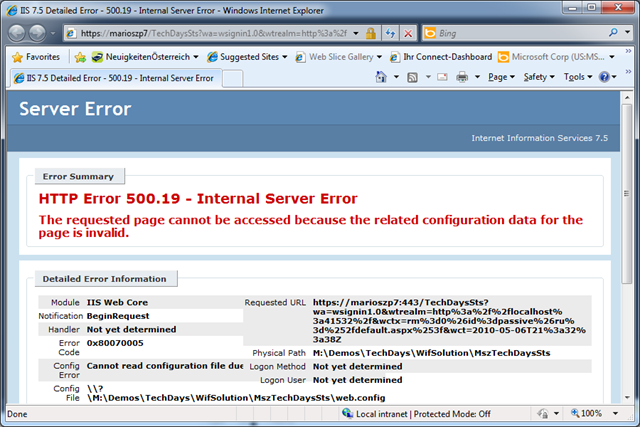 IIS 7.5 Detailed Error - 500.19 - Internal Server Error - Windows Internet Explorer
https://marioszp7/TechDaysSts?wa=wsignin1.0&wtrealm=http%3a%2f
Bing
Favorites
NeuigkeitenÖsterreich
Suggested Sites
Web Slice Gallery
Ihr Connect-Dashboard
Microsoft Corp (US:MS...
IIS 7.5 Detailed Error - 500.19 - Internal Server Error
Page
Safety
Tools
Server Error
Internet Information Services 7.5
Error Summary
HTTP Error 500.19 - Internal Server Error
The requested page cannot be accessed because the related configuration data for the
page is invalid.
Detailed Error Information
Module IIS Web Core
Notification BeginRequest
Handler Not yet determined
Error 0x80070005
Code
Config Cannot read configuration file due
Error
Config \\?
File \M:\Demos\TechDays\WifSolution\MszTechDaysSts\web.config
Requested URL https://marioszp7:443/TechDaysSts?
wa=wsignin1.0&wtrealm=http%3a%2f%2flocalhost%
3a41532%2f&wctx=rm%3d0%26id%3dpassive%26ru%
3d%252fdefault.aspx%253f&wct=2010-05-06T21%3a32%
3a38Z
Physical Path M:\Demos\TechDays\WifSolution\MszTechDaysSts
Logon Method Not yet determined
Logon User Not yet determined
Done
Local intranet | Protected Mode: Off
100%